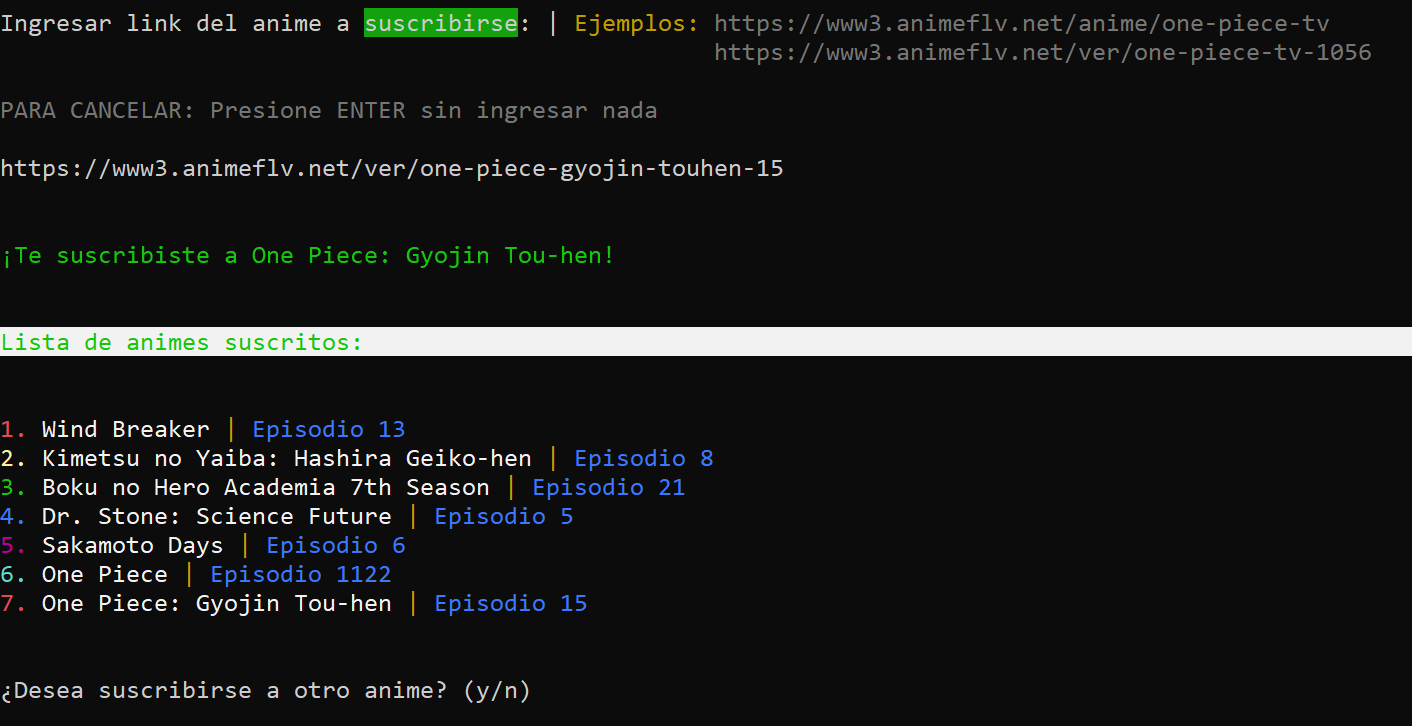 Ingresar link del anime a suscribirse: | Ejemplos: https://www3.animeflv.net/anime/one-piece-tv
https://www3.animeflv.net/ver/one-piece-tv-1056
PARA CANCELAR: Presione ENTER sin ingresar nada
https://www3.animeflv.net/ver/one-piece-gyojin-touhen-15
¡Te suscribiste a One Piece: Gyojin Tou-hen!
Lista de animes suscritos:
1. Wind Breaker | Episodio 13
2. Kimetsu no Yaiba: Hashira Geiko-hen | Episodio 8
3. Boku no Hero Academia 7th Season | Episodio 21
4. Dr. Stone: Science Future | Episodio 5
5. Sakamoto Days | Episodio 6
6. One Piece | Episodio 1122
7. One Piece: Gyojin Tou-hen | Episodio 15
¿Desea suscribirse a otro anime? (y/n)